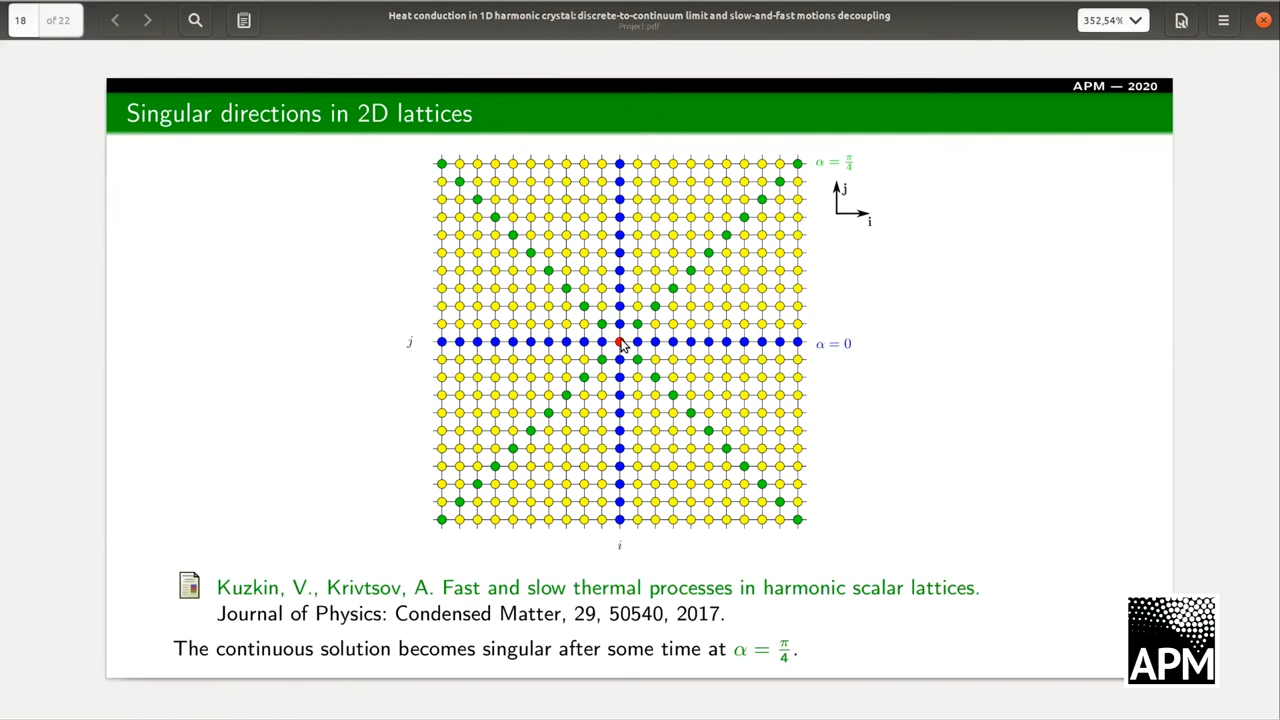 18
of 22
Heat conduction in 1D harmonic crystal: discrete-to-continuum limit and slow-and-fast motions decoupling
Project.pdf
352,54%
APM — 2020
Singular directions in 2D lattices
α = π/4
j
i
j
α = 0
i
Kuzkin, V., Krivtsov, A. Fast and slow thermal processes in harmonic scalar lattices.
Journal of Physics: Condensed Matter, 29, 50540, 2017.
The continuous solution becomes singular after some time at α = π/4.
APM